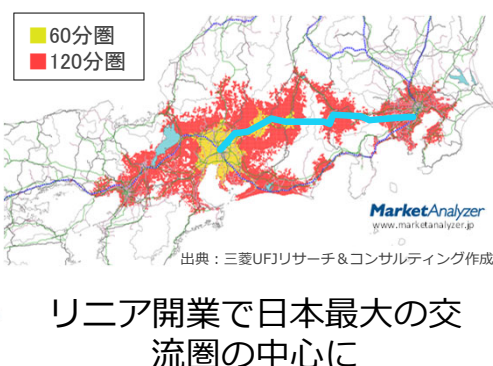 60分圏
120分圏
MarketAnalyzer
www.marketanalyzer.jp
出典：三菱UFJリサーチ＆コンサルティング作成
リニア開業で日本最大の交
流圏の中心に